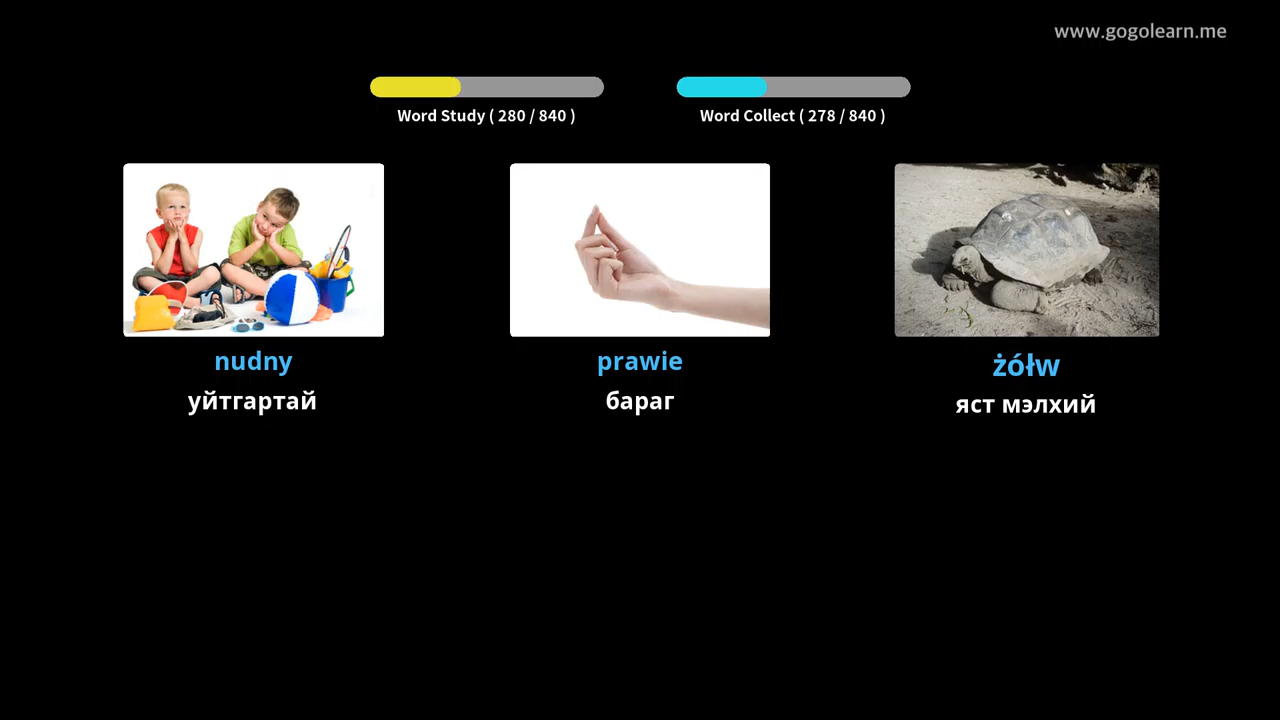 www.gogolearn.me
Word Study ( 280 / 840 )
Word Collect ( 278 / 840 )
nudny
prawie
żółw
уйтгартай
бараг
яст мэлхий